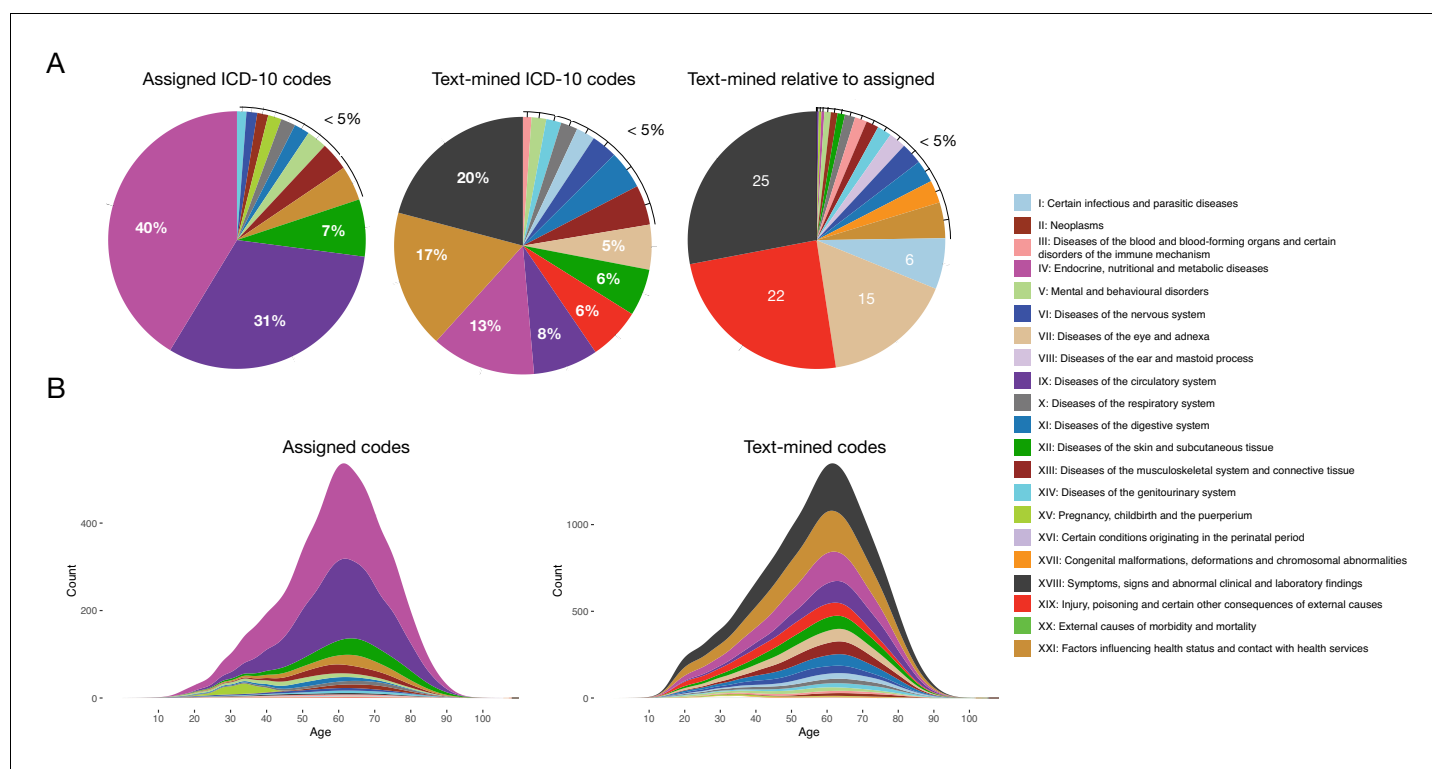 A
Assigned ICD-10 codes
Text-mined ICD-10 codes
Text-mined relative to assigned
< 5%
40%
31%
7%
< 5%
20%
17%
13%
8%
6%
6%
5%
< 5%
25
22
15
6
B
Assigned codes
Count
400
200
0
10 20 30 40 50 60 70 80 90 100
Age
Text-mined codes
Count
1000
500
0
10 20 30 40 50 60 70 80 90 100
Age
I: Certain infectious and parasitic diseases
II: Neoplasms
III: Diseases of the blood and blood-forming organs and certain
disorders of the immune mechanism
IV: Endocrine, nutritional and metabolic diseases
V: Mental and behavioural disorders
VI: Diseases of the nervous system
VII: Diseases of the eye and adnexa
VIII: Diseases of the ear and mastoid process
IX: Diseases of the circulatory system
X: Diseases of the respiratory system
XI: Diseases of the digestive system
XII: Diseases of the skin and subcutaneous tissue
XIII: Diseases of the musculoskeletal system and connective tissue
XIV: Diseases of the genitourinary system
XV: Pregnancy, childbirth and the puerperium
XVI: Certain conditions originating in the perinatal period
XVII: Congenital malformations, deformations and chromosomal abnormalities
XVIII: Symptoms, signs and abnormal clinical and laboratory findings
XIX: Injury, poisoning and certain other consequences of external causes
XX: External causes of morbidity and mortality
XXI: Factors influencing health status and contact with health services